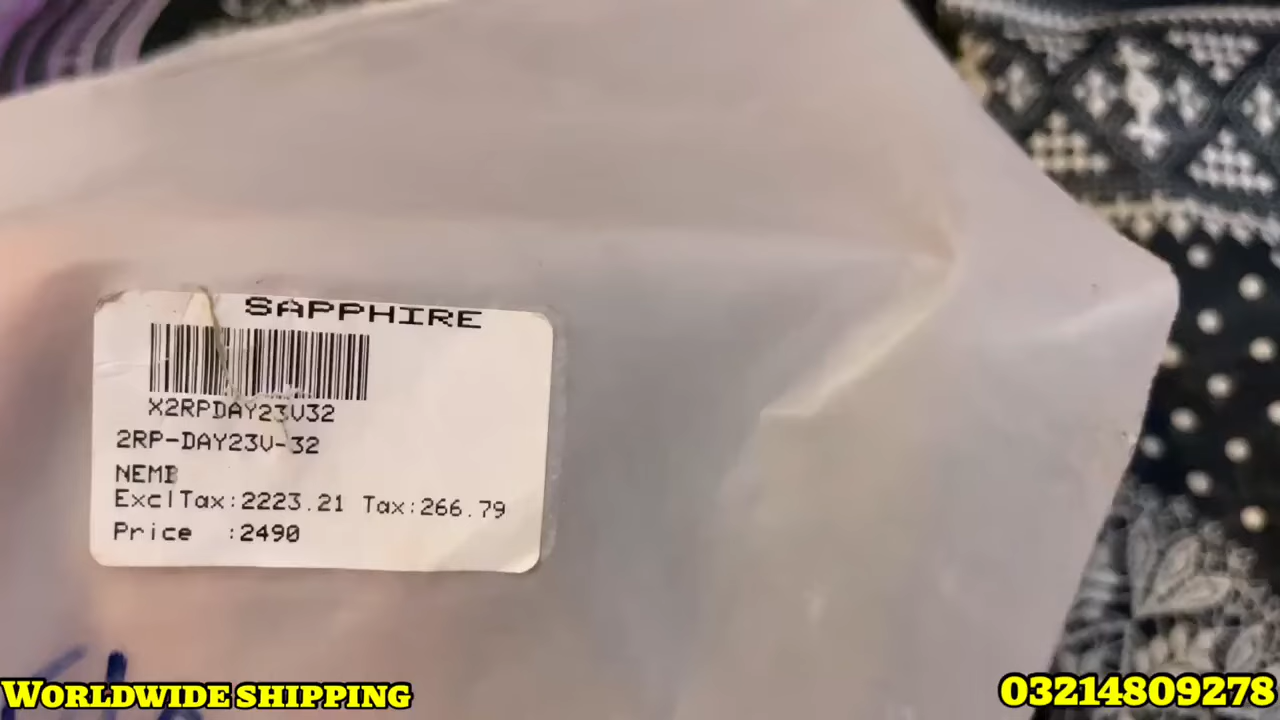 SAPPHIRE
X2RPDAY23V32
2RP-DAY23V-32
NEMB
ExclTax:2223.21 Tax:266.79
Price :2490
WORLDWIDE SHIPPING
03214809278